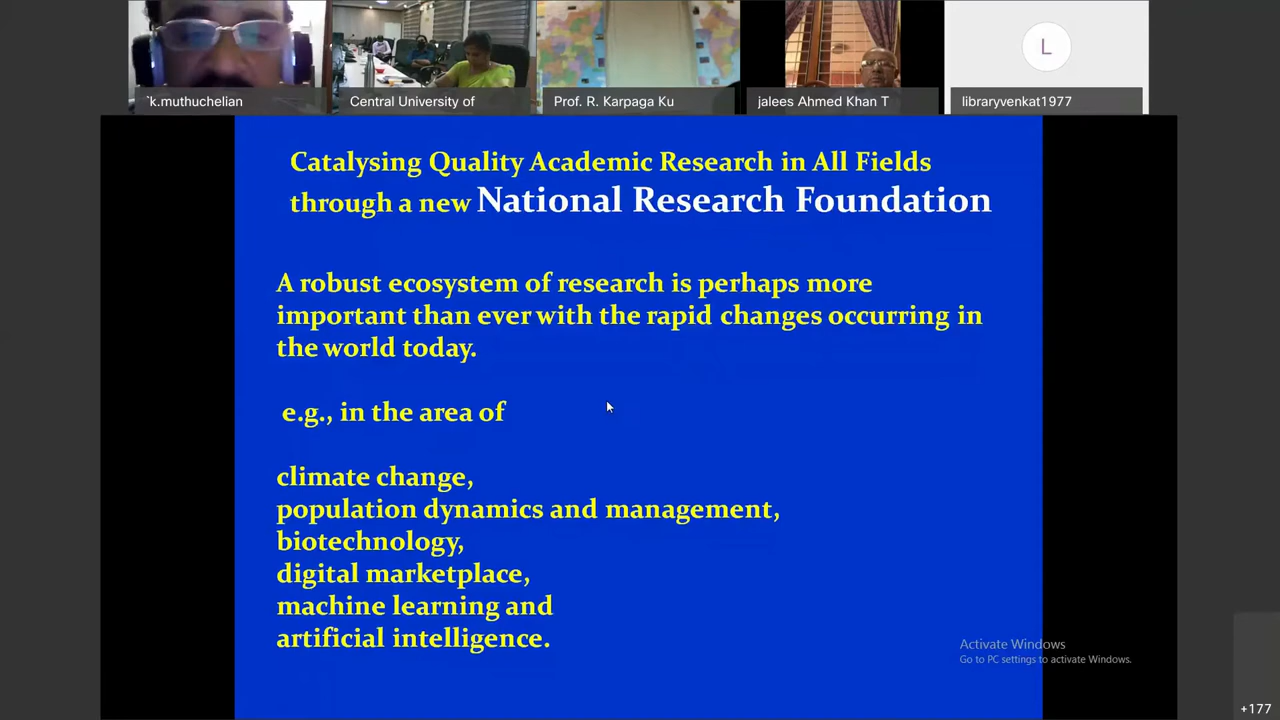 `k.muthuchelian
Central University of
Prof. R. Karpaga Ku
jalees Ahmed Khan T
L
libraryvenkat1977
Catalysing Quality Academic Research in All Fields
through a new National Research Foundation
A robust ecosystem of research is perhaps more
important than ever with the rapid changes occurring in
the world today.
e.g., in the area of
climate change,
population dynamics and management,
biotechnology,
digital marketplace,
machine learning and
artificial intelligence.
Activate Windows
Go to PC settings to activate Windows.
+177